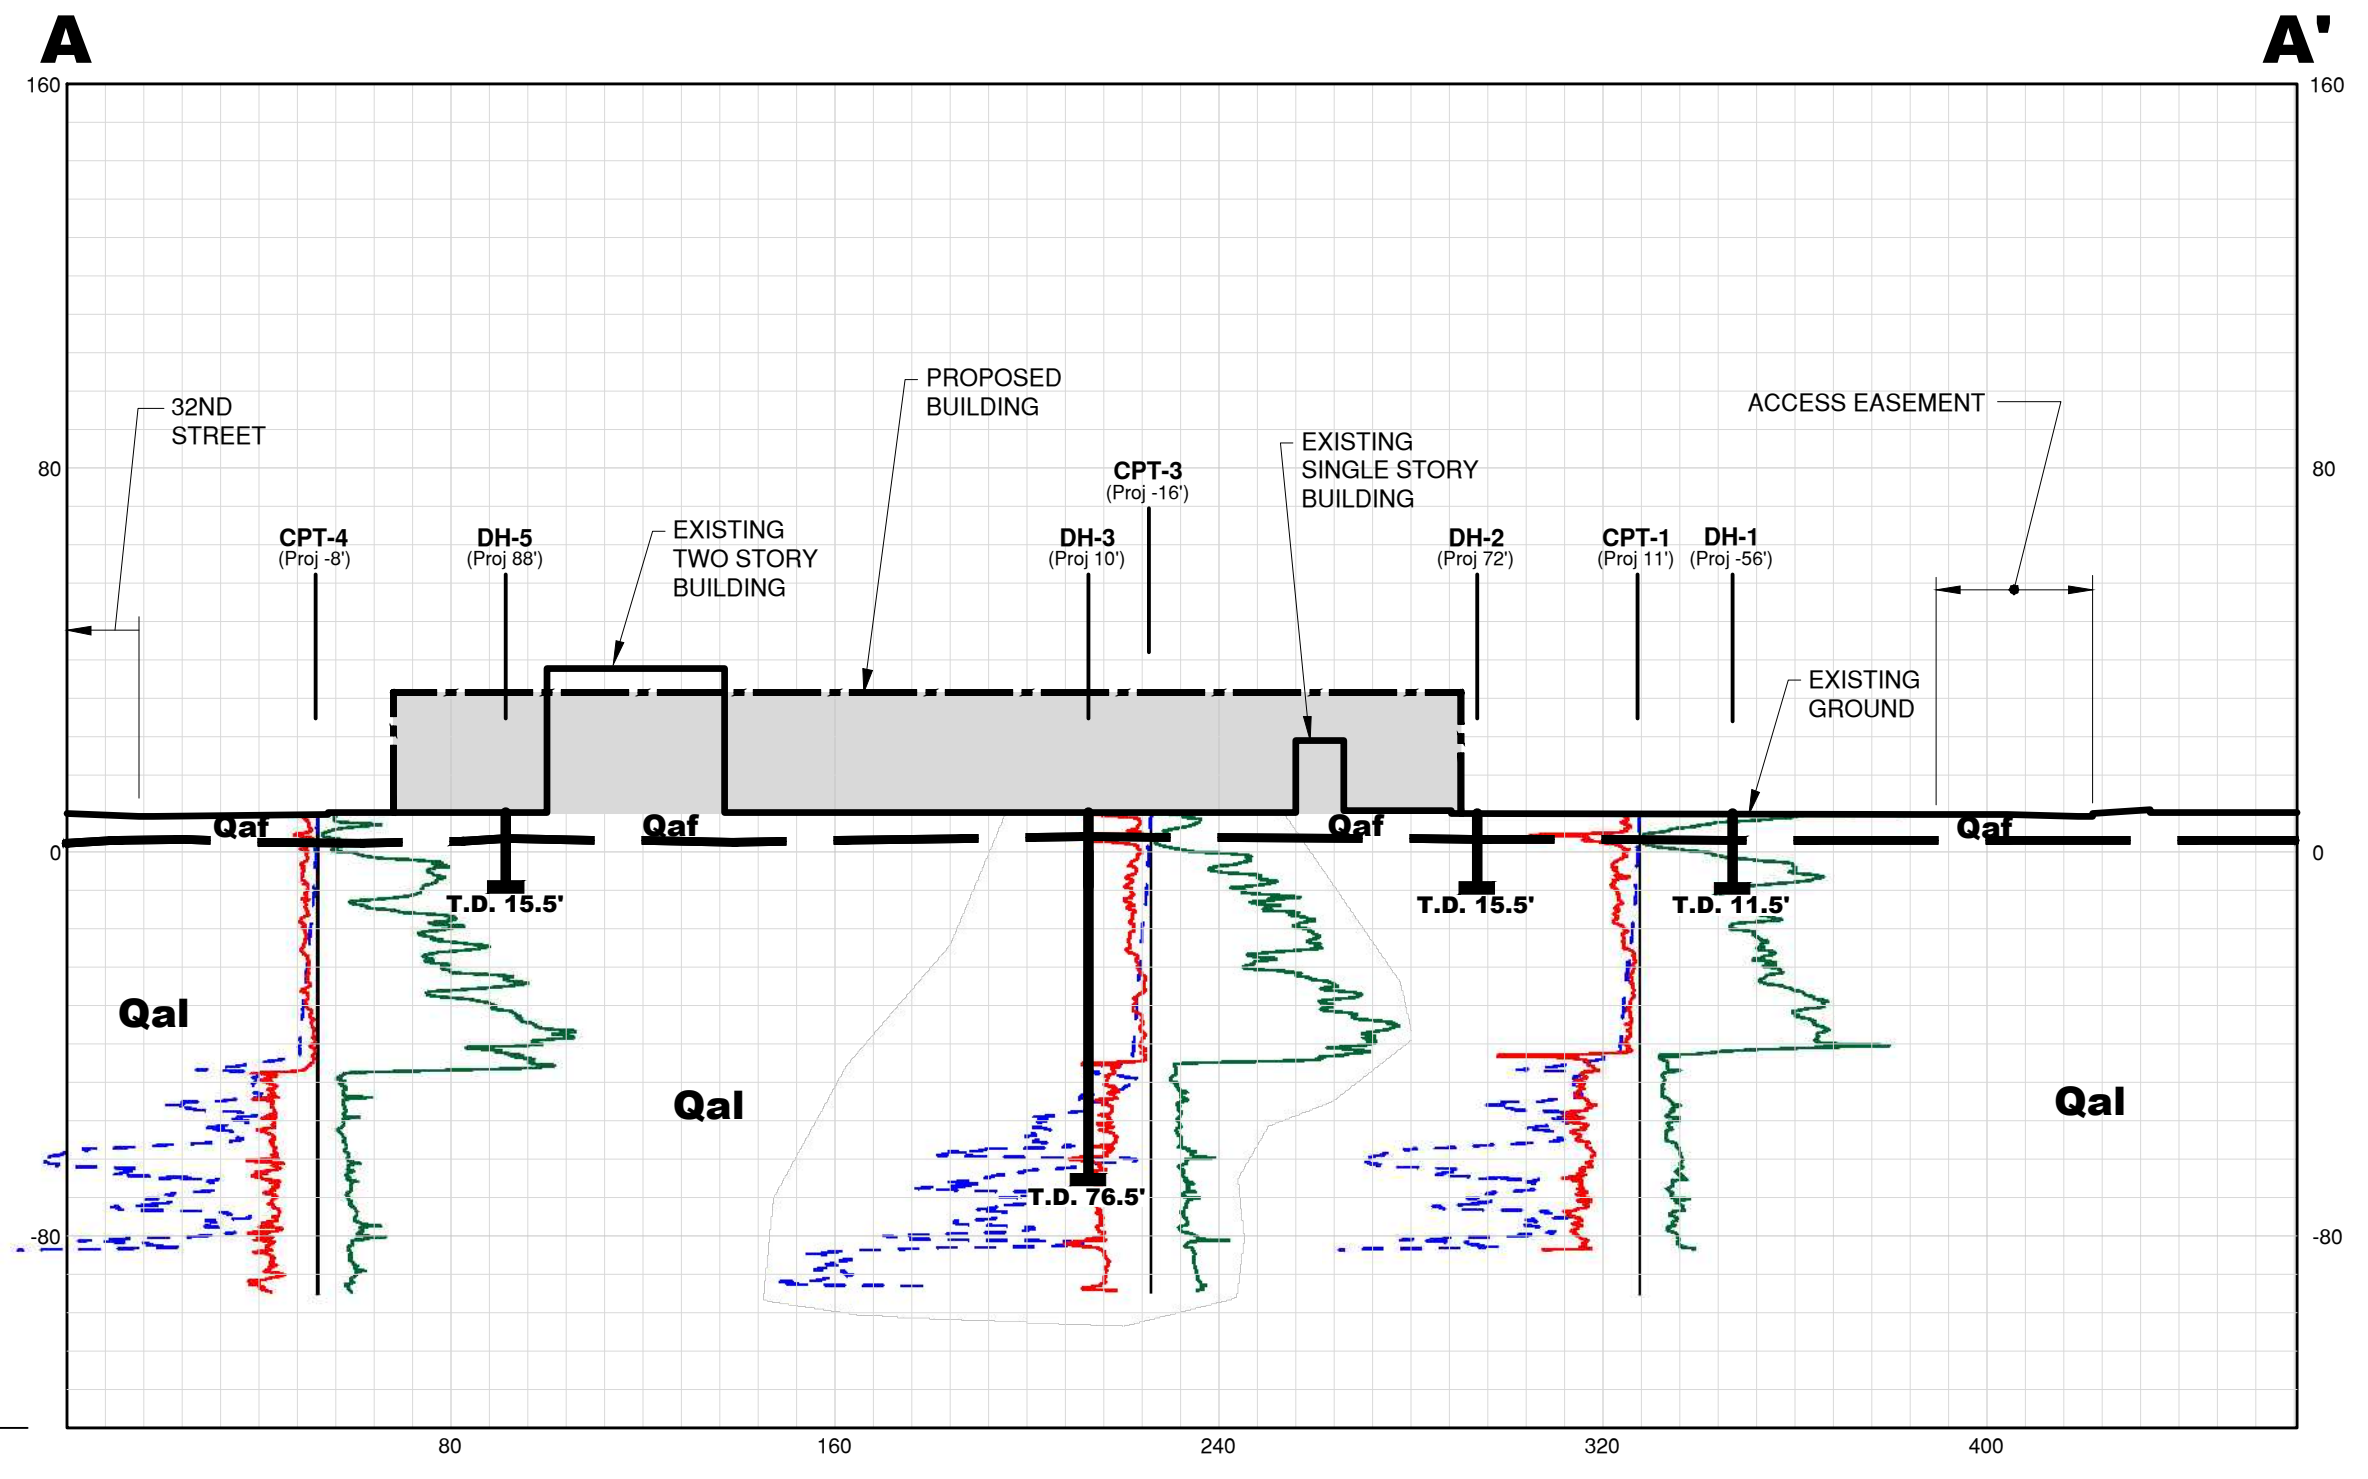 A
A'
160
160
PROPOSED
BUILDING
32ND
STREET
ACCESS EASEMENT
EXISTING
SINGLE STORY
BUILDING
80
80
CPT-3
(Proj -16')
CPT-4
(Proj -8')
DH-5
(Proj 88')
EXISTING
TWO STORY
BUILDING
DH-3
(Proj 10')
DH-2
(Proj 72')
CPT-1
(Proj 11')
DH-1
(Proj -56')
EXISTING
GROUND
Qaf
Qaf
Qaf
Qaf
0
0
T.D. 15.5'
T.D. 15.5'
T.D. 11.5'
Qal
Qal
Qal
T.D. 76.5'
-80
-80
80
160
240
320
400